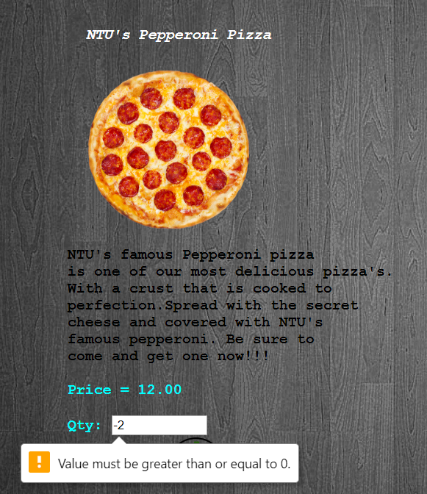 NTU's Pepperoni Pizza
NTU's famous Pepperoni pizza
is one of our most delicious pizza's.
With a crust that is cooked to
perfection.Spread with the secret
cheese and covered with NTU's
famous pepperoni. Be sure to
come and get one now!!!
Price = 12.00
Qty: -2
! Value must be greater than or equal to 0.